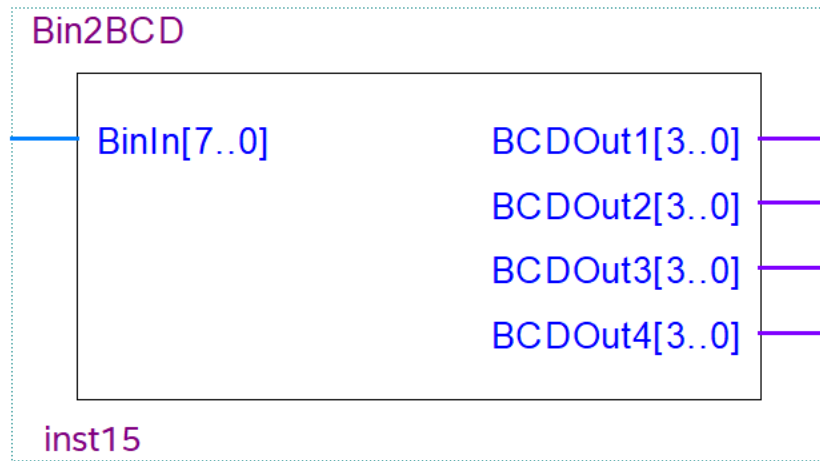 Bin2BCD
BinIn[7..0] BCDOut1[3..0]
BCDOut2[3..0]
BCDOut3[3..0]
BCDOut4[3..0]
inst15